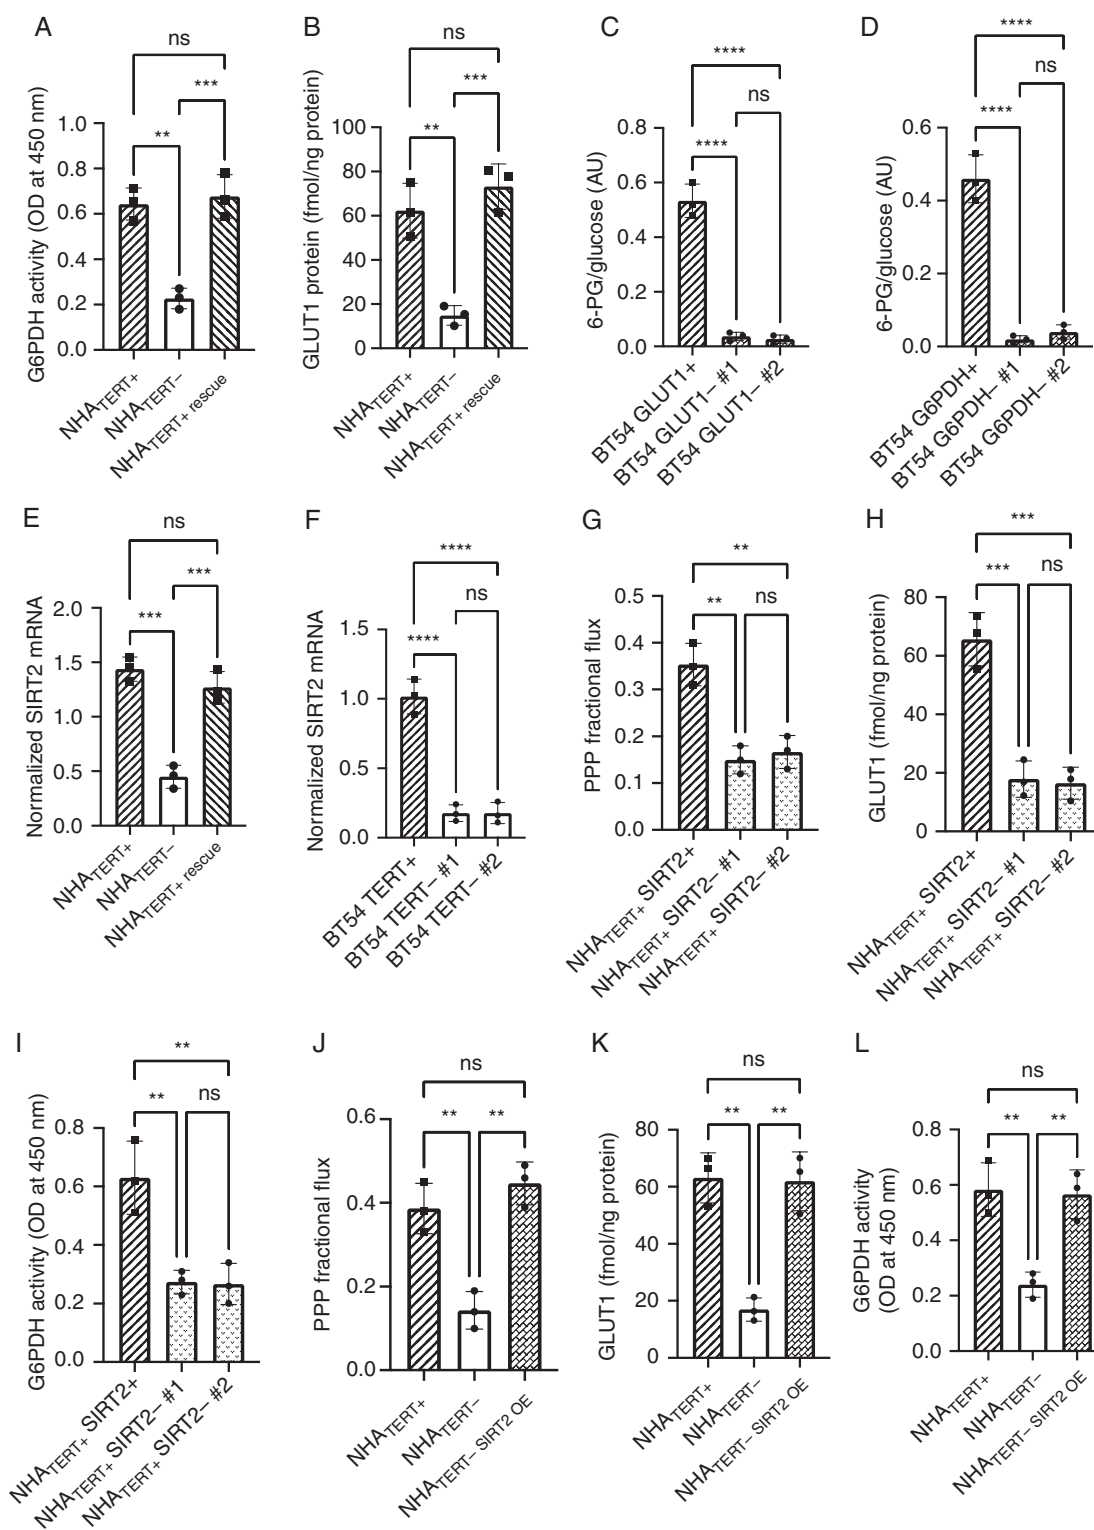 A
ns
***
**
G6PDH activity (OD at 450 nm)
1.0
0.8
0.6
0.4
0.2
0.0
NHATERT+
NHATERT–
NHATERT+ rescue
B
ns
***
**
GLUT1 protein (fmol/ng protein)
100
80
60
40
20
0
NHATERT+
NHATERT–
NHATERT+ rescue
C
****
ns
****
6-PG/glucose (AU)
0.8
0.6
0.4
0.2
0.0
BT54 GLUT1+
BT54 GLUT1– #1
BT54 GLUT1– #2
D
****
ns
****
6-PG/glucose (AU)
0.6
0.4
0.2
0.0
BT54 G6PDH+
BT54 G6PDH– #1
BT54 G6PDH– #2
E
ns
***
***
Normalized SIRT2 mRNA
2.0
1.5
1.0
0.5
0.0
NHATERT+
NHATERT–
NHATERT+ rescue
F
****
ns
****
Normalized SIRT2 mRNA
1.5
1.0
0.5
0.0
BT54 TERT+
BT54 TERT– #1
BT54 TERT– #2
G
**
**
ns
PPP fractional flux
0.5
0.4
0.3
0.2
0.1
0.0
NHATERT+ SIRT2+
NHATERT+ SIRT2– #1
NHATERT+ SIRT2– #2
H
***
***
ns
GLUT1 (fmol/ng protein)
80
60
40
20
0
NHATERT+ SIRT2+
NHATERT+ SIRT2– #1
NHATERT+ SIRT2– #2
I
**
**
ns
G6PDH activity (OD at 450 nm)
0.8
0.6
0.4
0.2
0.0
NHATERT+ SIRT2+
NHATERT+ SIRT2– #1
NHATERT+ SIRT2– #2
J
ns
**
**
PPP fractional flux
0.6
0.4
0.2
0.0
NHATERT+
NHATERT–
NHATERT– SIRT2 OE
K
ns
**
**
GLUT1 (fmol/ng protein)
80
60
40
20
0
NHATERT+
NHATERT–
NHATERT– SIRT2 OE
L
ns
**
**
G6PDH activity
(OD at 450 nm)
0.8
0.6
0.4
0.2
0.0
NHATERT+
NHATERT–
NHATERT– SIRT2 OE